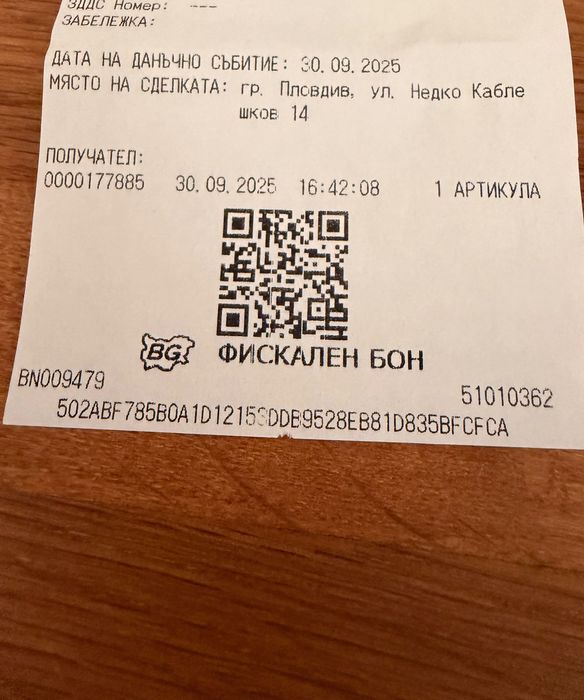 ЗДДС Номер: ---
ЗАБЕЛЕЖКА:
ДАТА НА ДАНЪЧНО СЪБИТИЕ: 30.09.2025
МЯСТО НА СДЕЛКАТА: гр. Пловдив, ул. Недко Кабле
шков 14
ПОЛУЧАТЕЛ:
0000177885 30.09.2025 16:42:08 1 АРТИКУЛА
BG ФИСКАЛЕН БОН
BN009479 51010362